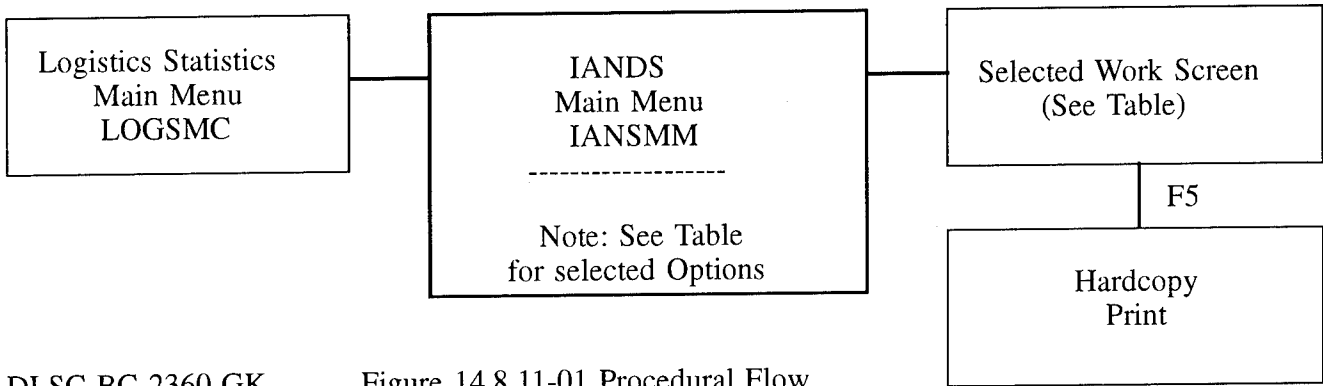 Logistics Statistics
Main Menu
LOGSMC
IANDS
Main Menu
IANSMM
-------------------
Note: See Table
for selected Options
Selected Work Screen
(See Table)
F5
Hardcopy
Print
DLSC BC 2360 GK
Figure 14.8.11-01 Procedural Flow